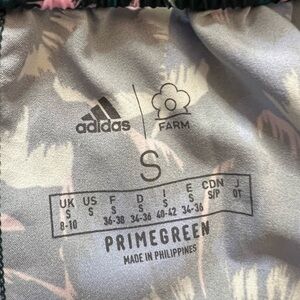 adidas FARM
S
UK US F D I E CDN J
S S S S S S S/P OT
8-10 36-38 34-36 40-42 34-36
PRIMEGREEN
MADE IN PHILIPPINES